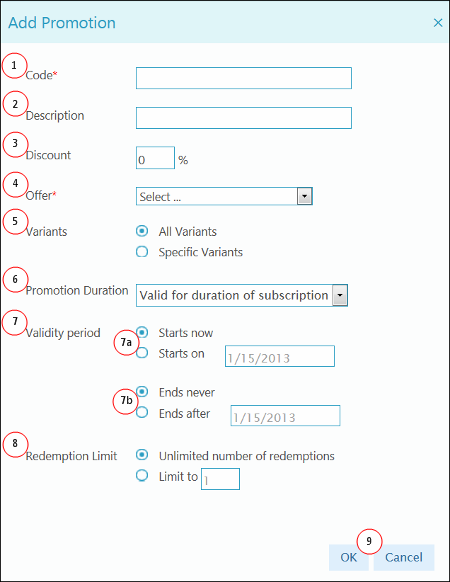 Add Promotion ×
1 Code*
2 Description
3 Discount 0 %
4 Offer* Select ...
5 Variants All Variants
Specific Variants
6 Promotion Duration Valid for duration of subscription
7 Validity period Starts now
7a Starts on 1/15/2013
Ends never
7b Ends after 1/15/2013
8 Redemption Limit Unlimited number of redemptions
Limit to 1
9
OK Cancel